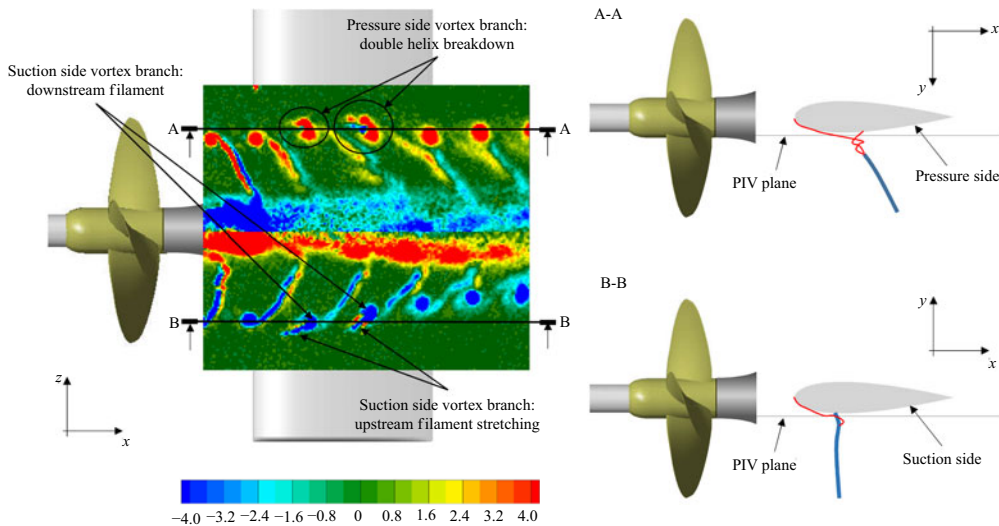 Pressure side vortex branch:
double helix breakdown
Suction side vortex branch:
downstream filament
A
A
B
B
z
x
Suction side vortex branch:
upstream filament stretching
−4.0 −3.2 −2.4 −1.6 −0.8 0 0.8 1.6 2.4 3.2 4.0
A-A
x
y
PIV plane
Pressure side
B-B
y
x
PIV plane
Suction side